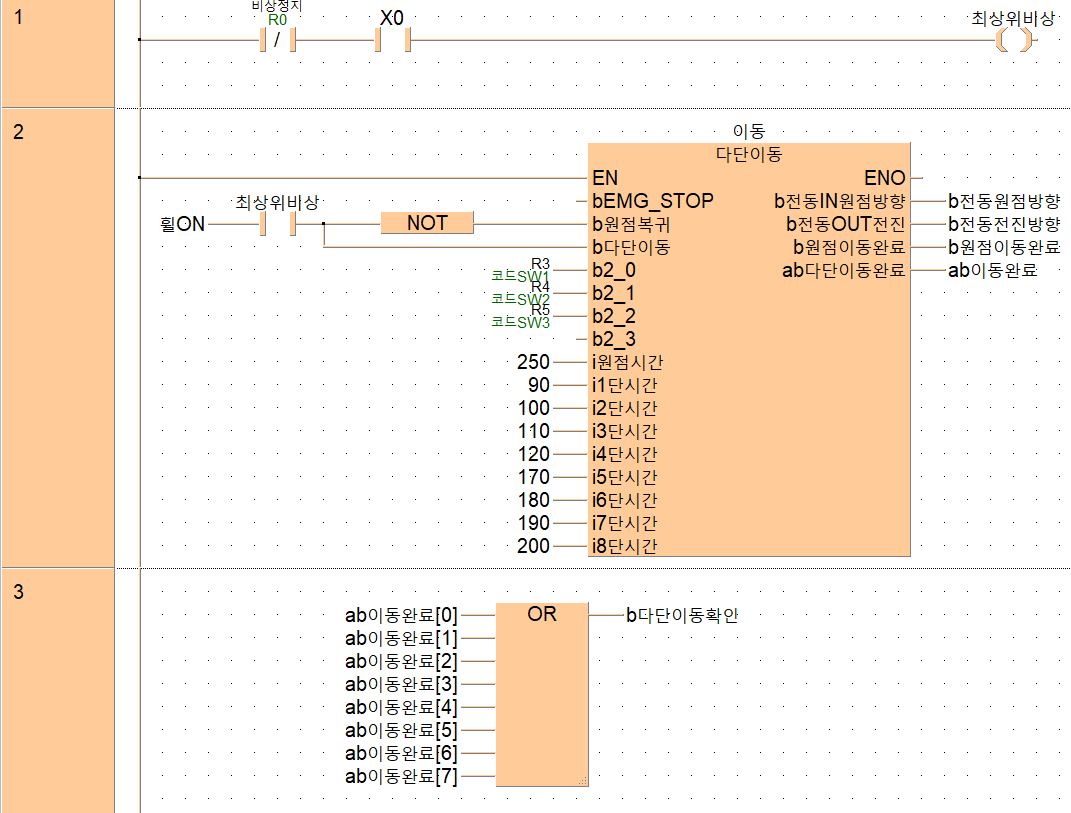 1
비상정지
R0
/
X0
최상위비상
2
이동
다단이동
EN
ENO
bEMG_STOP
b전동IN원점방향
b전동원점방향
최상위비상
휠ON
NOT
b원점복귀
b전동OUT전진
b전동전진방향
b다단이동
b원점이동완료
b원점이동완료
R3
코드SW1
b2_0
ab다단이동완료
ab이동완료
R4
코드SW2
b2_1
R5
코드SW3
b2_2
b2_3
250 i원점시간
90 i1단시간
100 i2단시간
110 i3단시간
120 i4단시간
170 i5단시간
180 i6단시간
190 i7단시간
200 i8단시간
3
ab이동완료[0]
OR
b다단이동확인
ab이동완료[1]
ab이동완료[2]
ab이동완료[3]
ab이동완료[4]
ab이동완료[5]
ab이동완료[6]
ab이동완료[7]